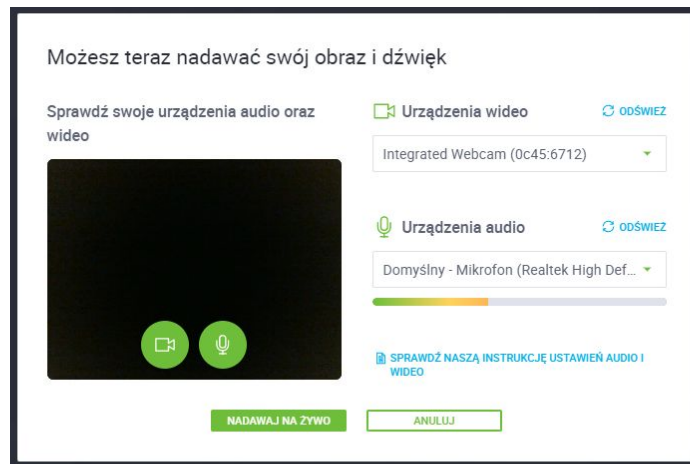 Możesz teraz nadawać swój obraz i dźwięk
Sprawdź swoje urządzenia audio oraz
wideo
Urządzenia wideo
ODŚWIEŻ
Integrated Webcam (0c45:6712)
Urządzenia audio
ODŚWIEŻ
Domyślny - Mikrofon (Realtek High Def...
SPRAWDŹ NASZĄ INSTRUKCJĘ USTAWIEŃ AUDIO I
WIDEO
NADAWAJ NA ŻYWO
ANULUJ